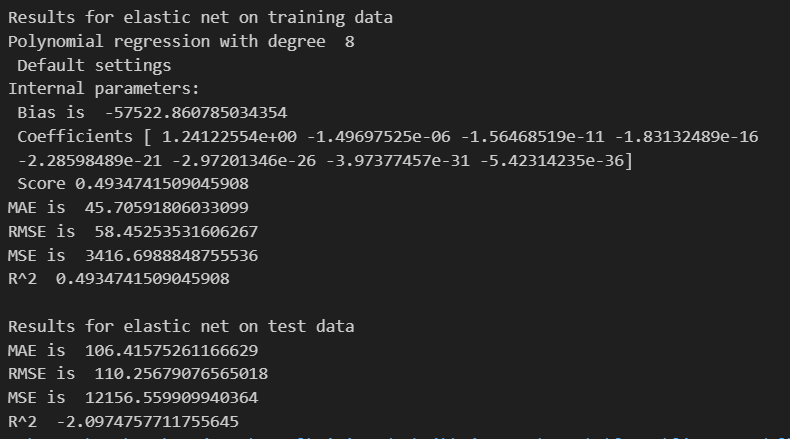 Results for elastic net on training data
Polynomial regression with degree  8
 Default settings
Internal parameters:
 Bias is  -57522.860785034354
 Coefficients [ 1.24122554e+00 -1.49697525e-06 -1.56468519e-11 -1.83132489e-16
 -2.28598489e-21 -2.97201346e-26 -3.97377457e-31 -5.42314235e-36]
 Score 0.4934741509045908
MAE is  45.70591806033099
RMSE is  58.45253531606267
MSE is  3416.6988848755536
R^2  0.4934741509045908

Results for elastic net on test data
MAE is  106.41575261166629
RMSE is  110.25679076565018
MSE is  12156.559909940364
R^2  -2.0974757711755645